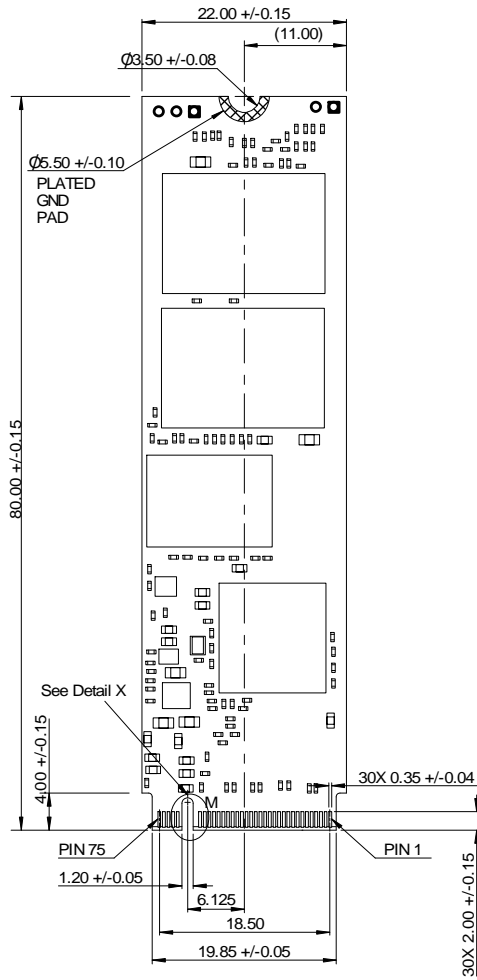 22.00 +/-0.15
(11.00)
Ø3.50 +/-0.08
Ø5.50 +/-0.10
PLATED
GND
PAD
80.00 +/-0.15
See Detail X
4.00 +/-0.15
M
30X 0.35 +/-0.04
PIN 75
PIN 1
1.20 +/-0.05
6.125
30X 2.00 +/-0.15
18.50
19.85 +/-0.05